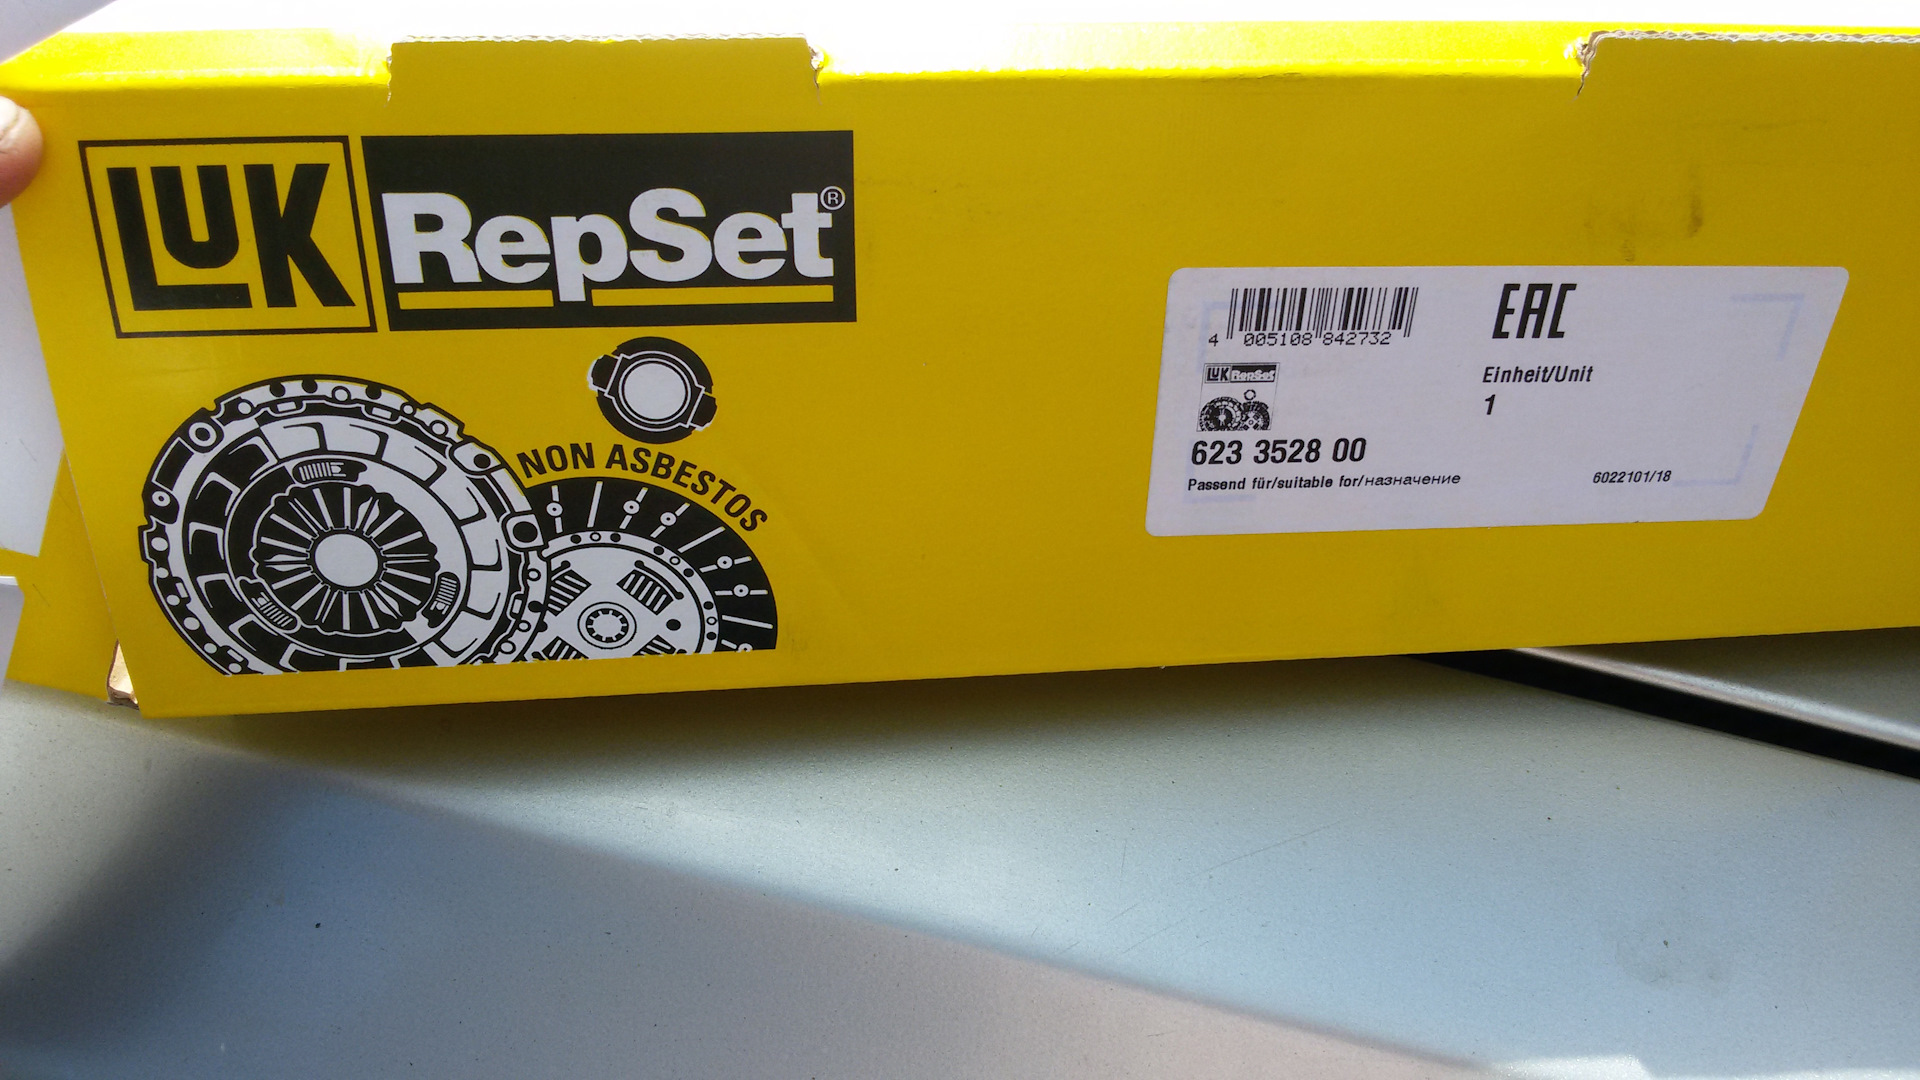 LUK RepSet®
NON ASBESTOS
4 005108 842732
EAC
LUK RepSet
Einheit/Unit
1
623 3528 00
Passend für/suitable for/назначение
6022101/18